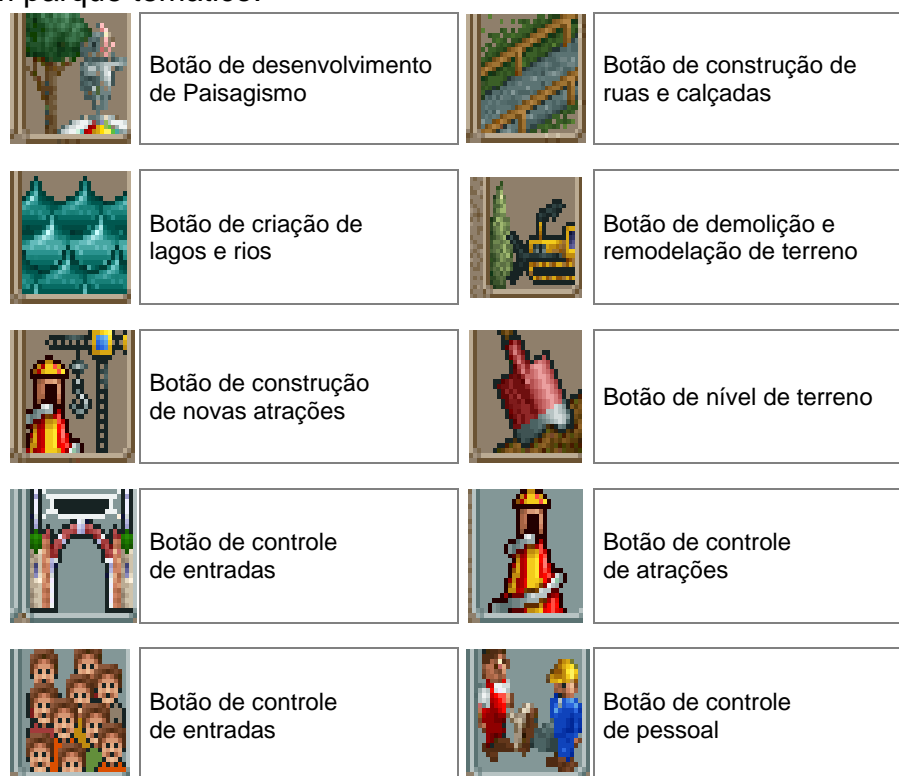 parque temático.
Botão de desenvolvimento
de Paisagismo
Botão de construção de
ruas e calçadas
Botão de criação de
lagos e rios
Botão de demolição e
remodelação de terreno
Botão de construção
de novas atrações
Botão de nível de terreno
Botão de controle
de entradas
Botão de controle
de atrações
Botão de controle
de entradas
Botão de controle
de pessoal